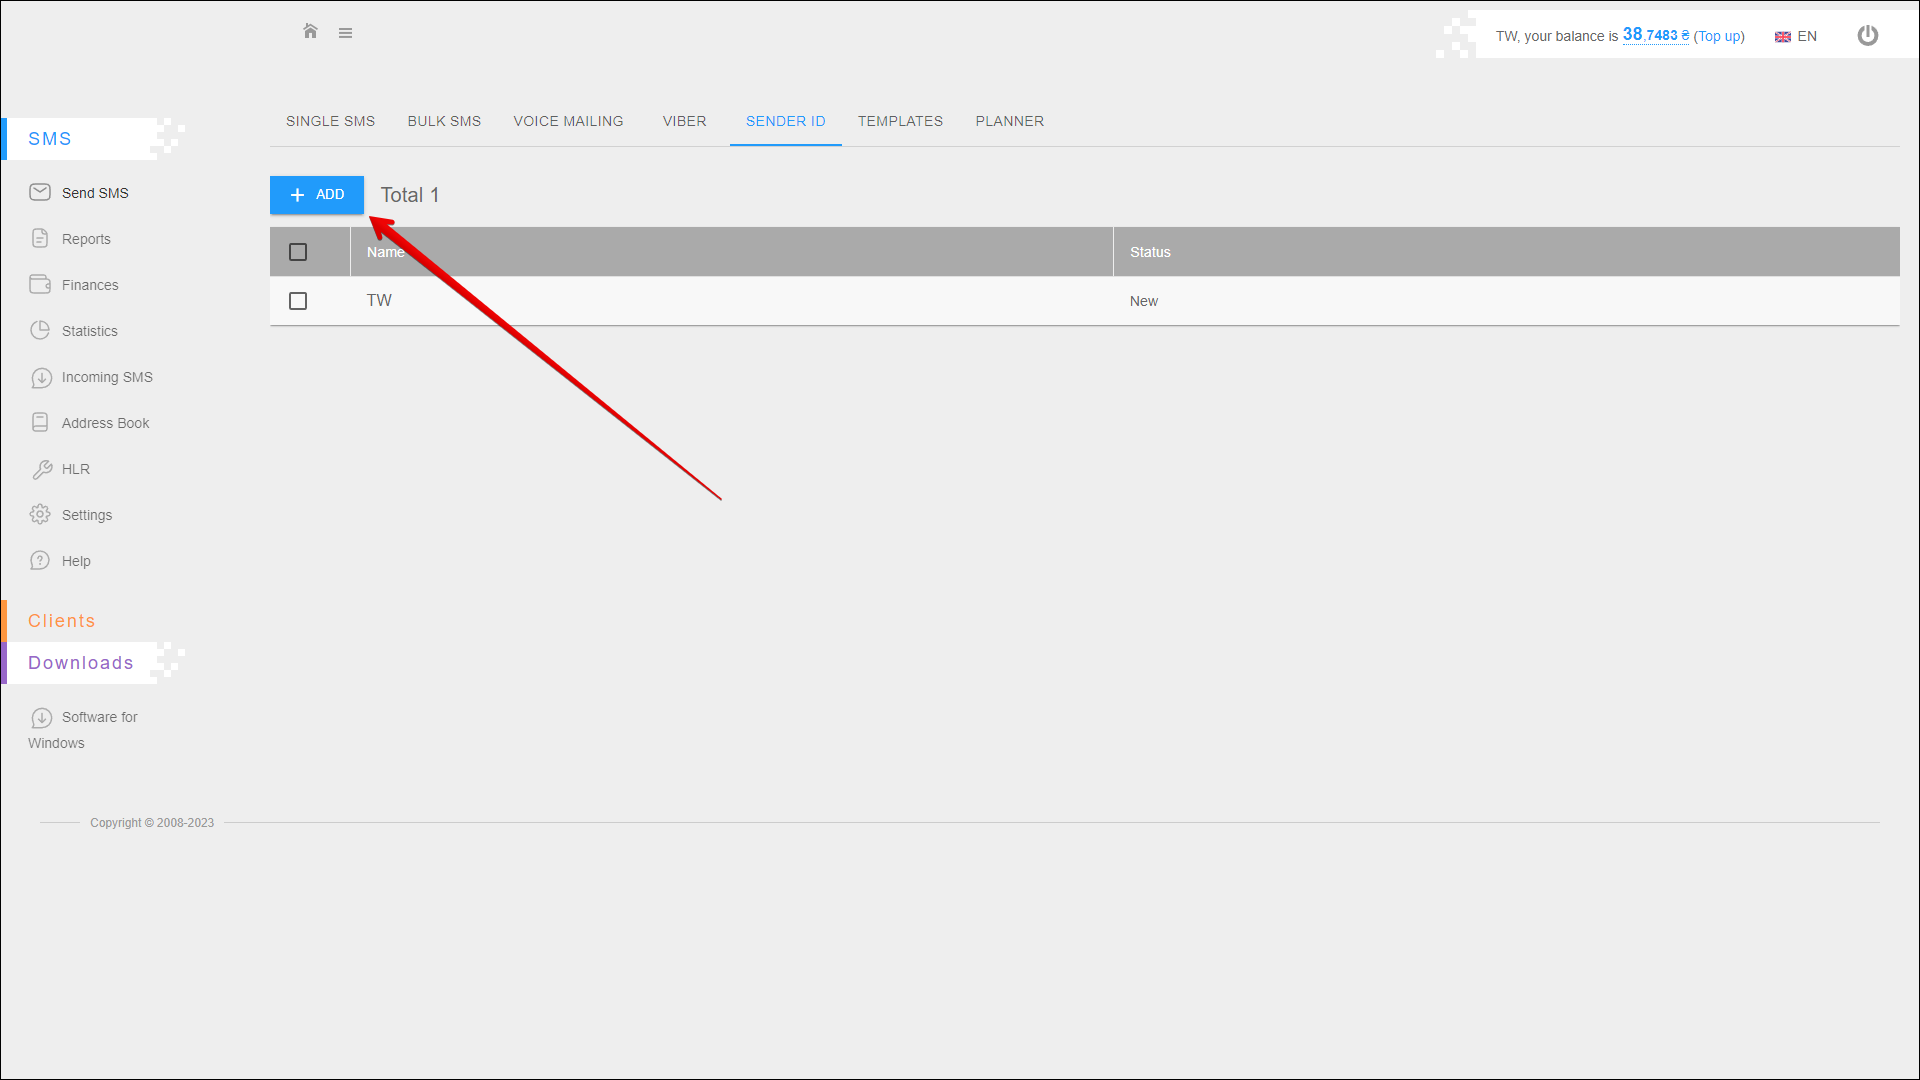 TW, your balance is 38,7483 ₴ (Top up) EN
SINGLE SMS BULK SMS VOICE MAILING VIBER SENDER ID TEMPLATES PLANNER
SMS
Send SMS
Reports
Finances
Statistics
Incoming SMS
Address Book
HLR
Settings
Help
Clients
Downloads
Software for
Windows
+ ADD Total 1
Name Status
TW New
Copyright © 2008-2023